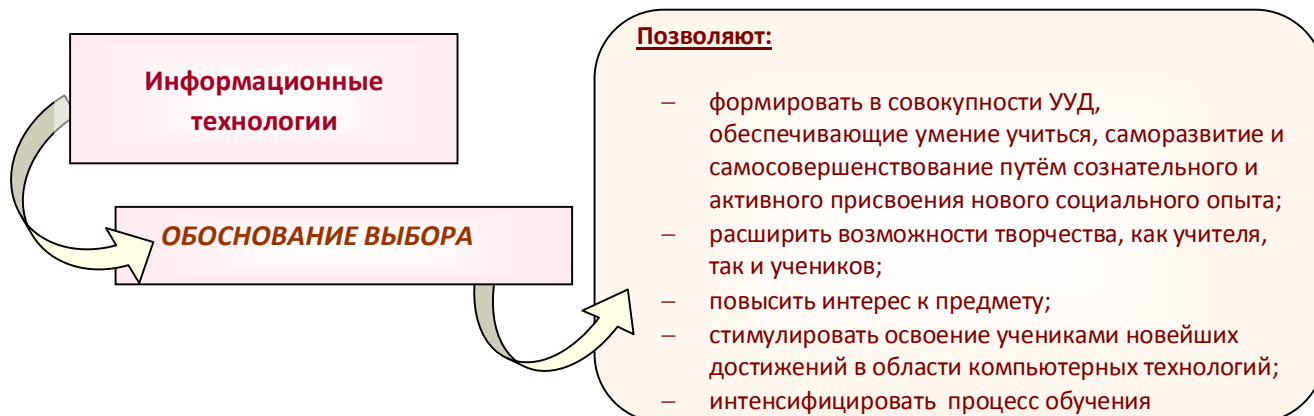 Информационные
технологии
ОБОСНОВАНИЕ ВЫБОРА
Позволяют:
– формировать в совокупности УУД,
обеспечивающие умение учиться, саморазвитие и
самосовершенствование путём сознательного и
активного присвоения нового социального опыта;
– расширить возможности творчества, как учителя,
так и учеников;
– повысить интерес к предмету;
– стимулировать освоение учениками новейших
достижений в области компьютерных технологий;
– интенсифицировать процесс обучения